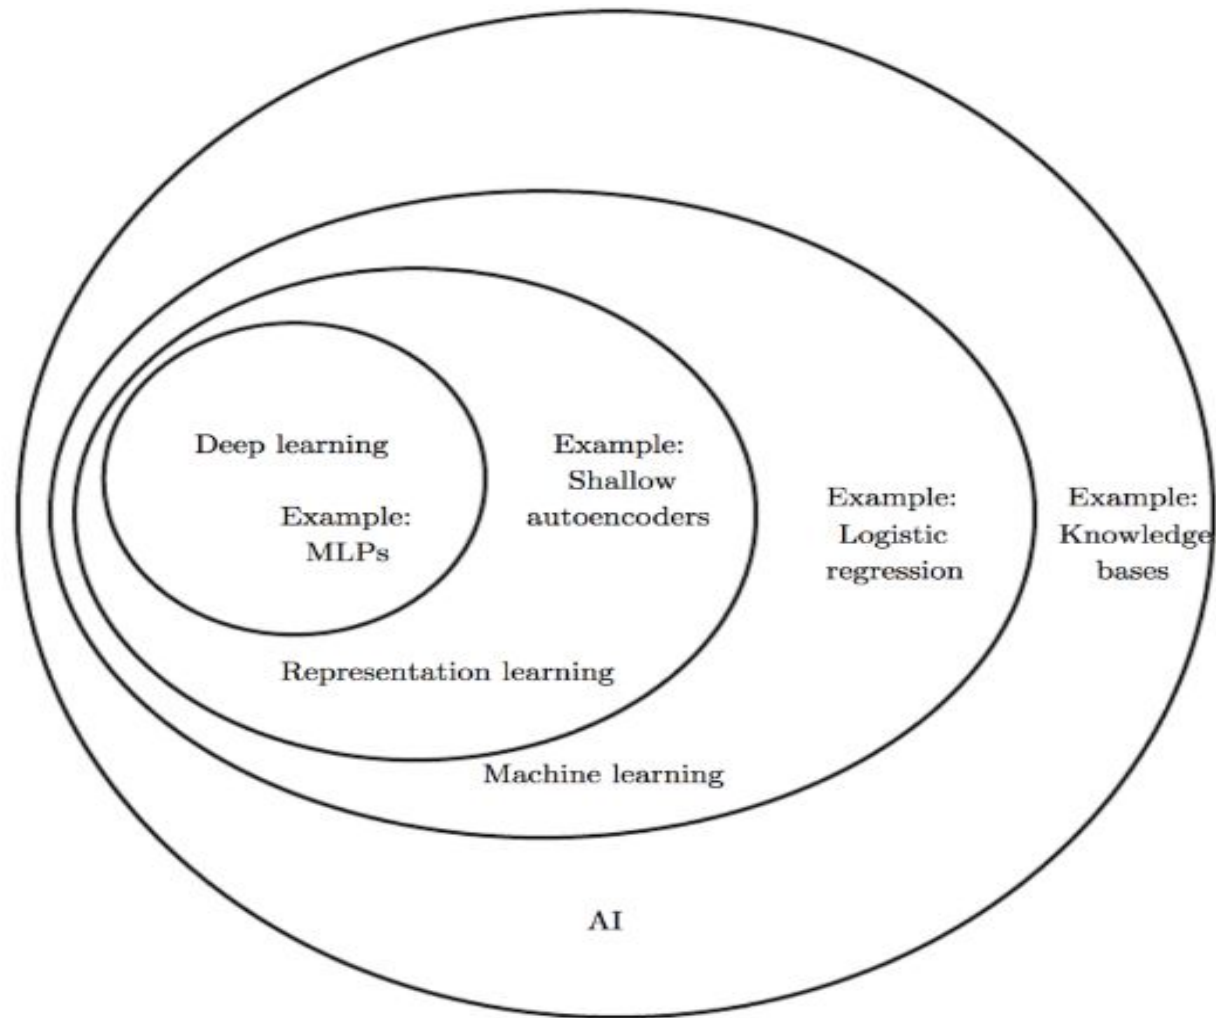 Deep learning
Example:
MLPs
Example:
Shallow
autoencoders
Example:
Logistic
regression
Example:
Knowledge
bases
Representation learning
Machine learning
AI